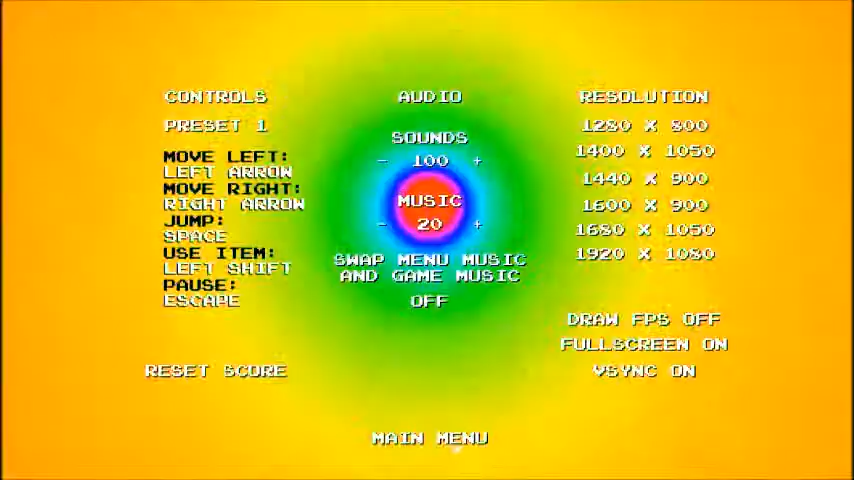 CONTROLS
PRESET 1
MOVE LEFT:
LEFT ARROW
MOVE RIGHT:
RIGHT ARROW
JUMP:
SPACE
USE ITEM:
LEFT SHIFT
PAUSE:
ESCAPE
RESET SCORE
AUDIO
SOUNDS
- 100 +
MUSIC
- 20 +
SWAP MENU MUSIC
AND GAME MUSIC
OFF
RESOLUTION
1280 X 800
1400 X 1050
1440 X 900
1600 X 900
1680 X 1050
1920 X 1080
DRAW FPS OFF
FULLSCREEN ON
VSYNC ON
MAIN MENU